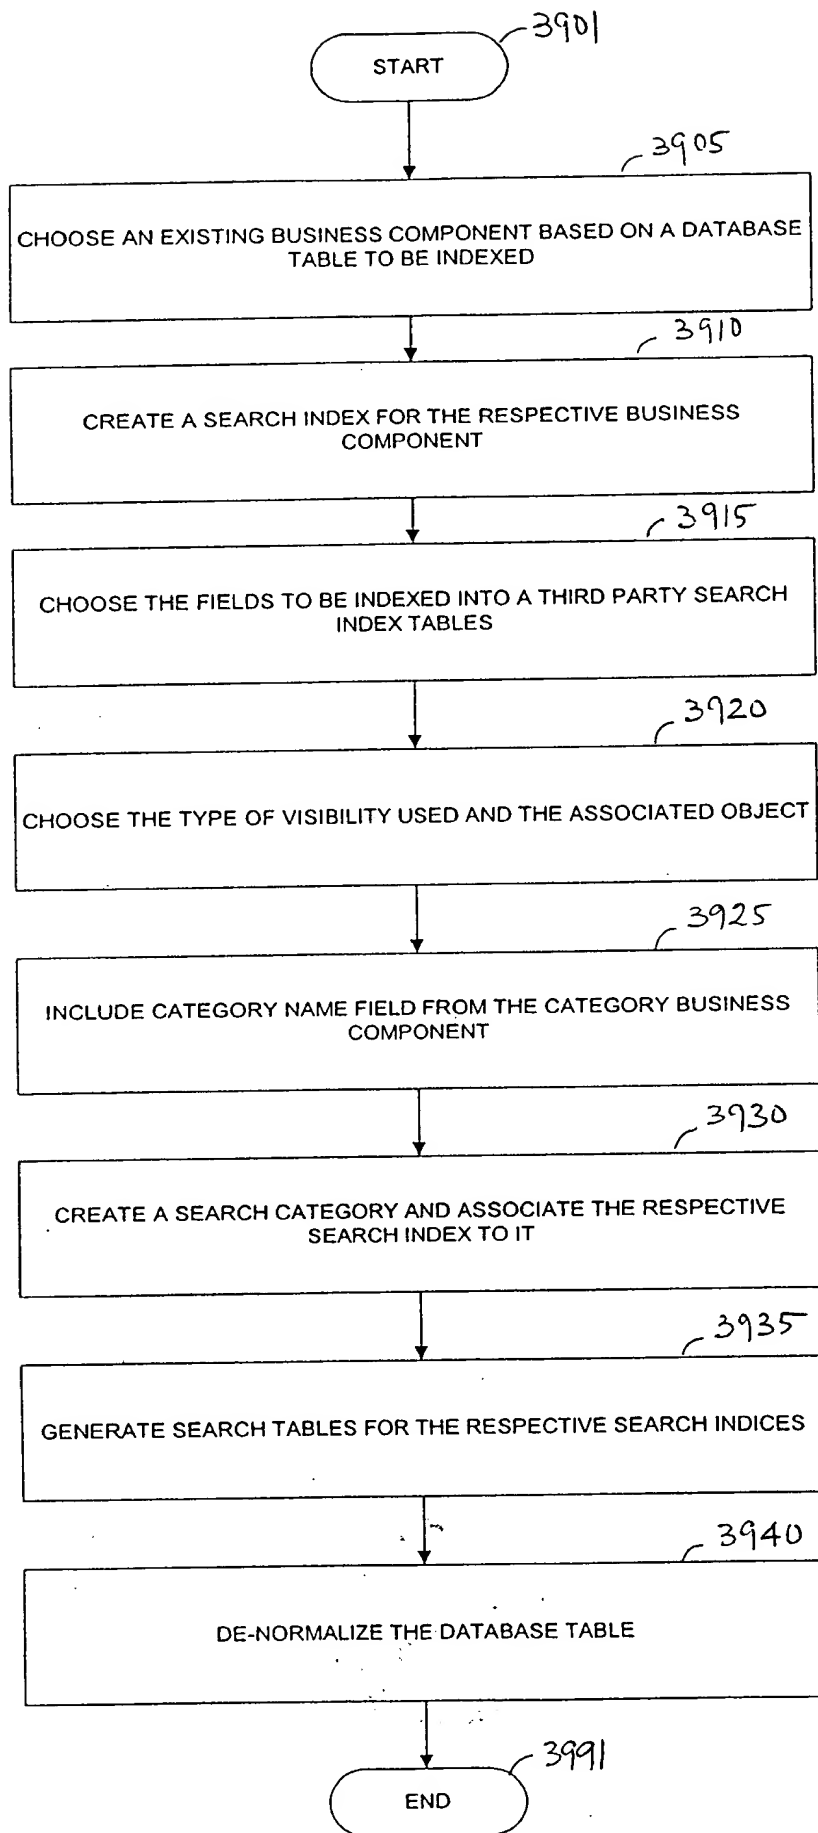 3901
START
3905
CHOOSE AN EXISTING BUSINESS COMPONENT BASED ON A DATABASE
TABLE TO BE INDEXED
3910
CREATE A SEARCH INDEX FOR THE RESPECTIVE BUSINESS
COMPONENT
3915
CHOOSE THE FIELDS TO BE INDEXED INTO A THIRD PARTY SEARCH
INDEX TABLES
3920
CHOOSE THE TYPE OF VISIBILITY USED AND THE ASSOCIATED OBJECT
3925
INCLUDE CATEGORY NAME FIELD FROM THE CATEGORY BUSINESS
COMPONENT
3930
CREATE A SEARCH CATEGORY AND ASSOCIATE THE RESPECTIVE
SEARCH INDEX TO IT
3935
GENERATE SEARCH TABLES FOR THE RESPECTIVE SEARCH INDICES
3940
DE-NORMALIZE THE DATABASE TABLE
3991
END